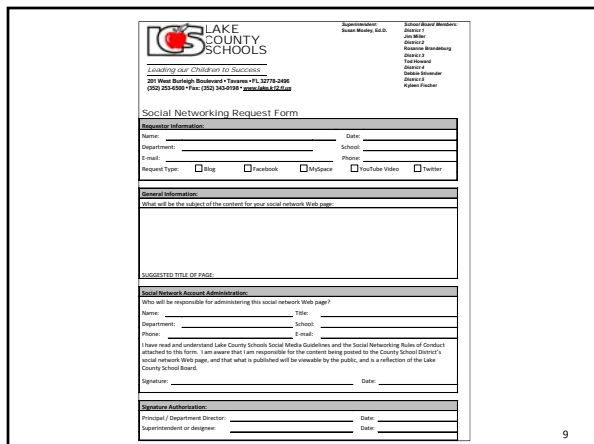 LCS
LAKE
COUNTY
SCHOOLS
Leading our Children to Success
201 West Burleigh Boulevard • Tavares • FL 32778-2496
(352) 253-6500 • Fax: (352) 343-0198 • www.lake.k12.fl.us
Superintendent:
Susan Moxley, Ed.D.
School Board Members:
District 1
Jim Miller
District 2
Rosanne Brandeburg
District 3
Tod Howard
District 4
Debbie Stivender
District 5
Kyleen Fischer
Social Networking Request Form
Requestor Information:
Name: Date:
Department: School:
E-mail: Phone:
Request Type: Blog Facebook MySpace YouTube Video Twitter
General Information:
What will be the subject of the content for your social network Web page:
SUGGESTED TITLE OF PAGE:
Social Network Account Administration:
Who will be responsible for administering this social network Web page?
Name: Title:
Department: School:
Phone: E-mail:
I have read and understand Lake County Schools Social Media Guidelines and the Social Networking Rules of Conduct
attached to this form. I am aware that I am responsible for the content being posted to the County School District's
social network Web page, and that what is published will be viewable by the public, and is a reflection of the Lake
County School Board.
Signature: Date:
Signature Authorization:
Principal / Department Director: Date:
Superintendent or designee: Date:
9